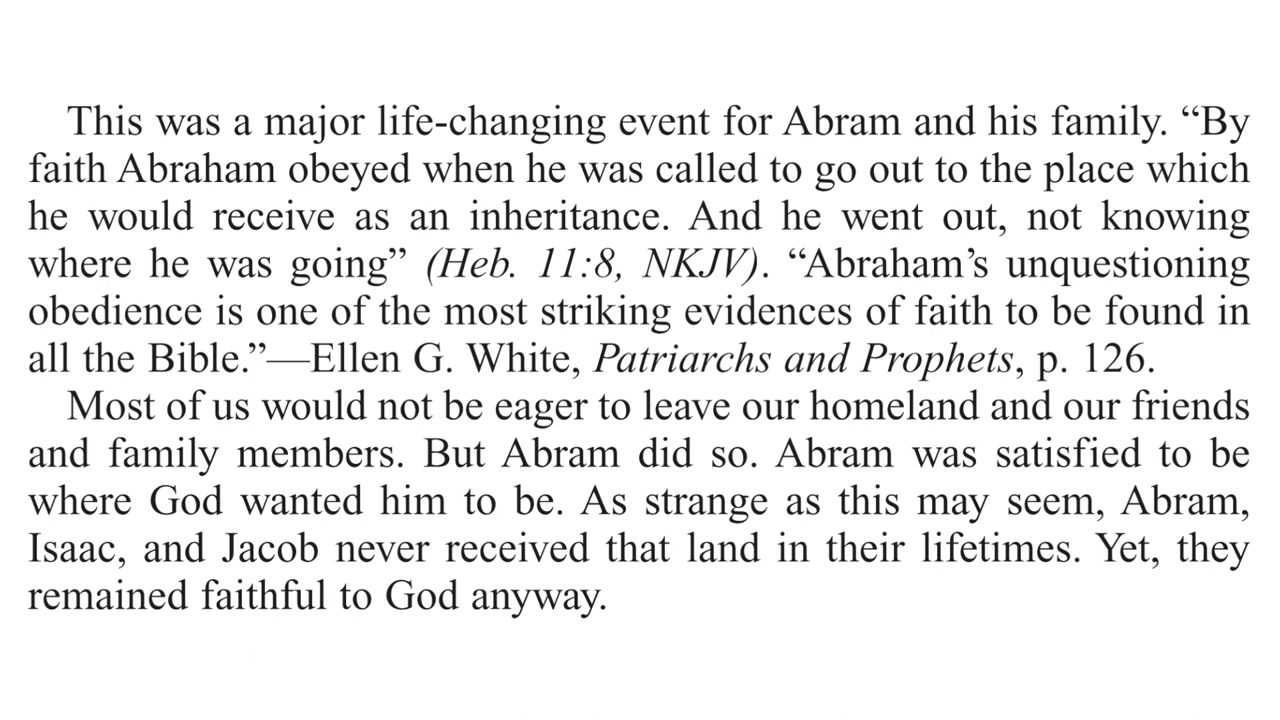 This was a major life-changing event for Abram and his family. “By
faith Abraham obeyed when he was called to go out to the place which
he would receive as an inheritance. And he went out, not knowing
where he was going” (Heb. 11:8, NKJV). “Abraham’s unquestioning
obedience is one of the most striking evidences of faith to be found in
all the Bible.”—Ellen G. White, Patriarchs and Prophets, p. 126.
Most of us would not be eager to leave our homeland and our friends
and family members. But Abram did so. Abram was satisfied to be
where God wanted him to be. As strange as this may seem, Abram,
Isaac, and Jacob never received that land in their lifetimes. Yet, they
remained faithful to God anyway.